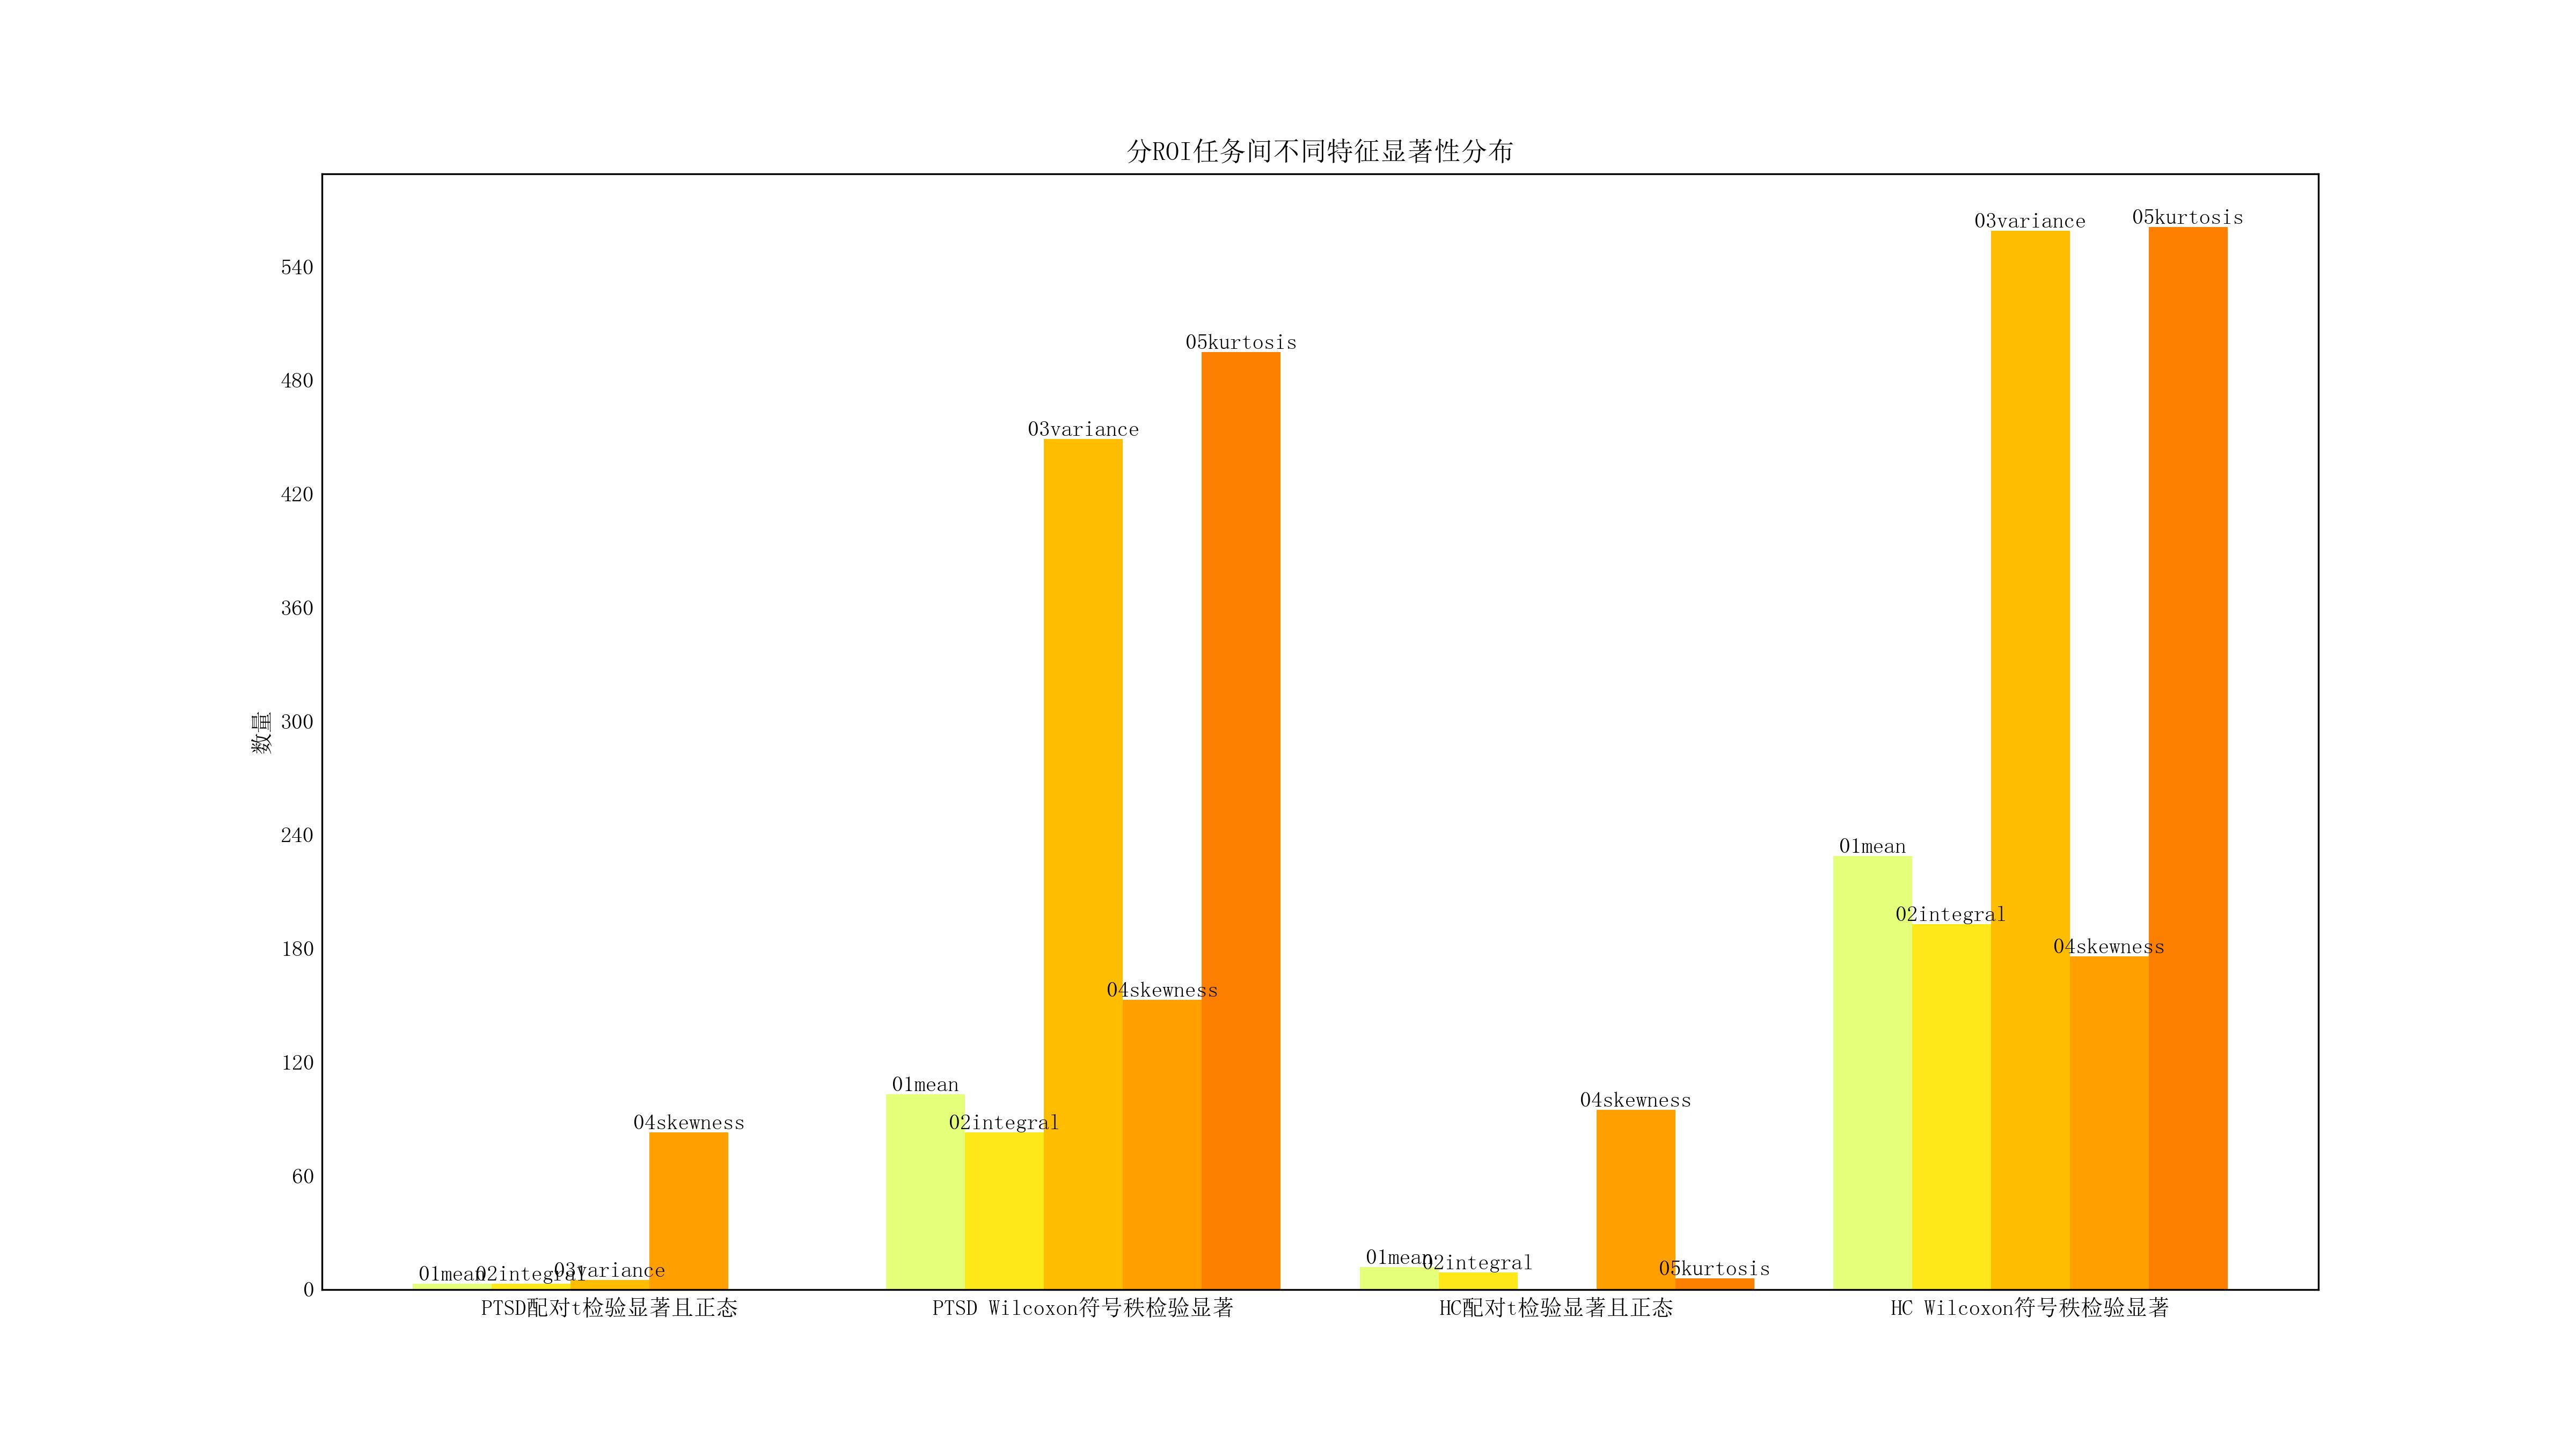 分ROI任务间不同特征显著性分布
数量
540
480
420
360
300
240
180
120
60
0
01mean
02integral
03variance
04skewness
01mean
02integral
03variance
04skewness
05kurtosis
01mean
02integral
04skewness
05kurtosis
01mean
02integral
03variance
04skewness
05kurtosis
PTSD配对t检验显著且正态
PTSD Wilcoxon符号秩检验显著
HC配对t检验显著且正态
HC Wilcoxon符号秩检验显著